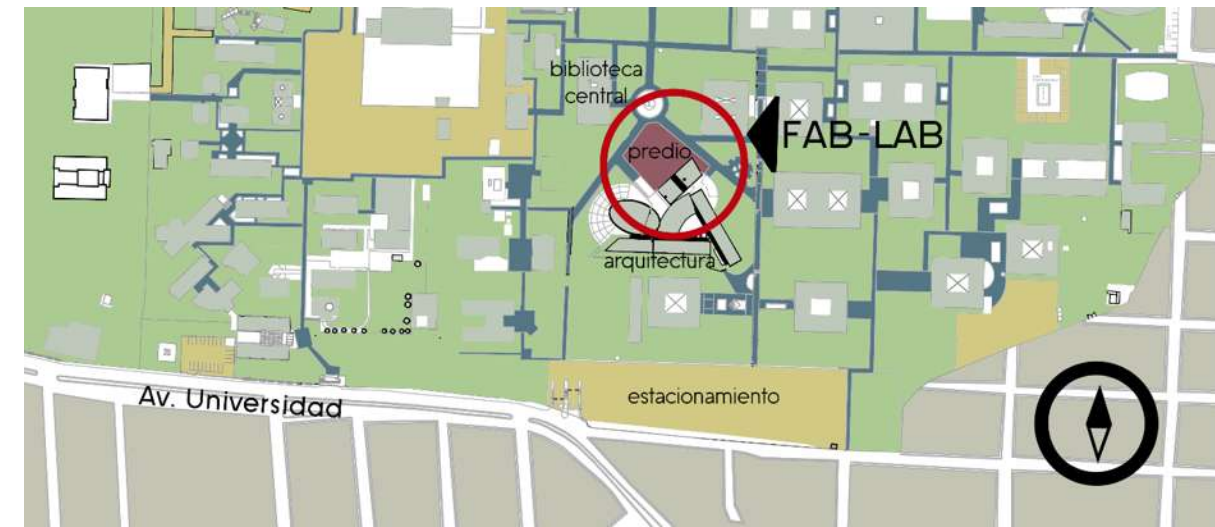 biblioteca
central
FAB-LAB
predio
arquitectura
estacionamiento
Av. Universidad